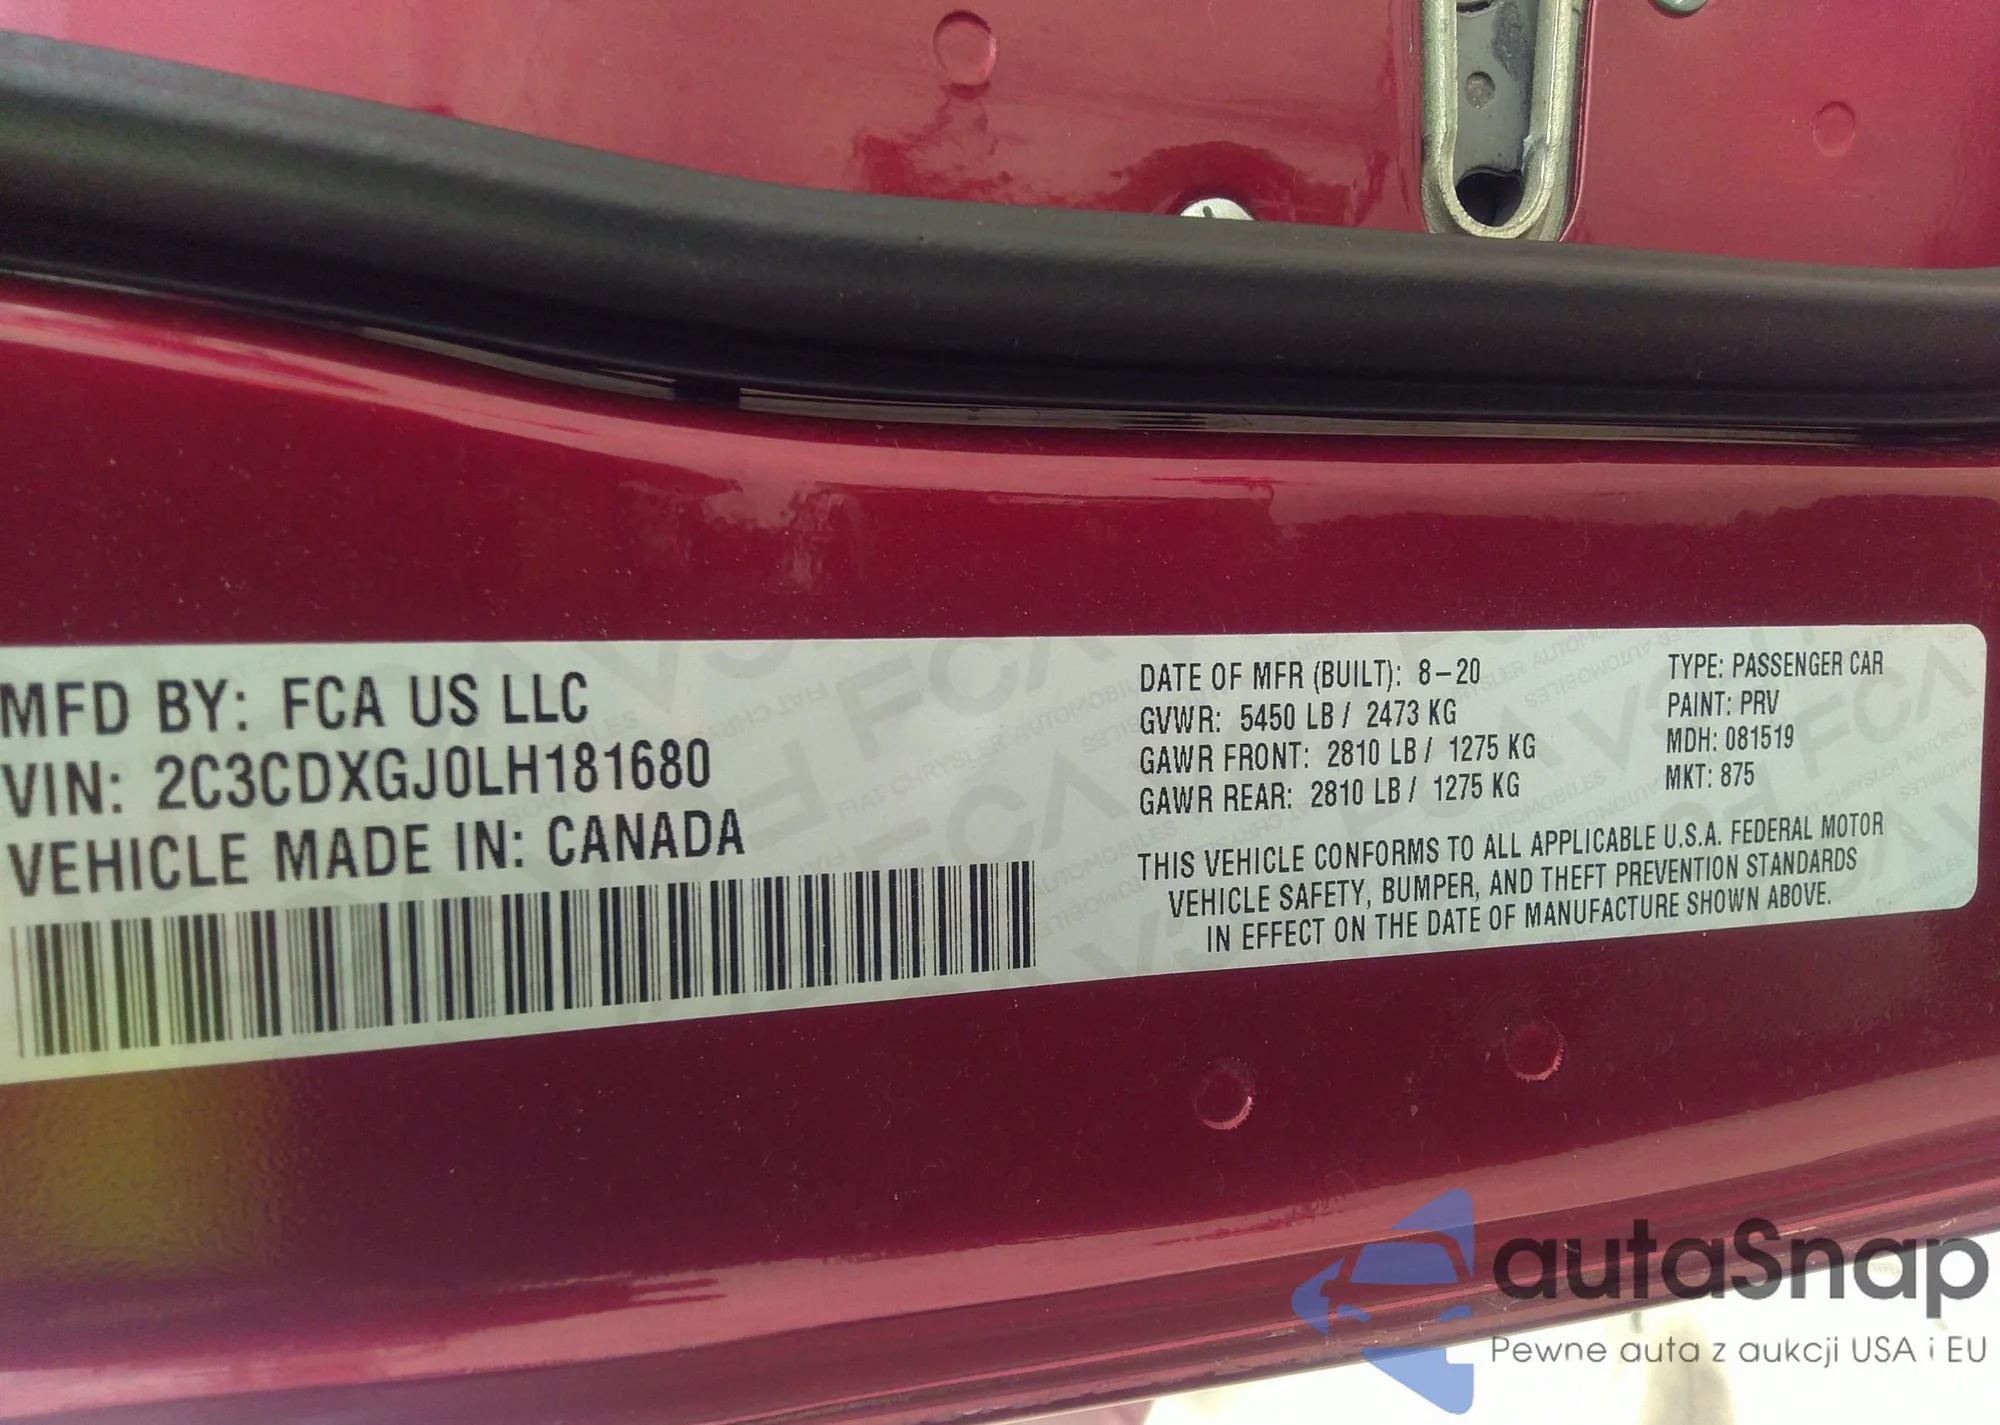 MFD BY: FCA US LLC
VIN: 2C3CDXGJ0LH181680
VEHICLE MADE IN: CANADA
DATE OF MFR (BUILT): 8-20
GVWR: 5450 LB / 2473 KG
GAWR FRONT: 2810 LB / 1275 KG
GAWR REAR: 2810 LB / 1275 KG
TYPE: PASSENGER CAR
PAINT: PRV
MDH: 081519
MKT: 875
THIS VEHICLE CONFORMS TO ALL APPLICABLE U.S.A. FEDERAL MOTOR
VEHICLE SAFETY, BUMPER, AND THEFT PREVENTION STANDARDS
IN EFFECT ON THE DATE OF MANUFACTURE SHOWN ABOVE.
autaSnap
Pewne auta z aukcji USA i EU